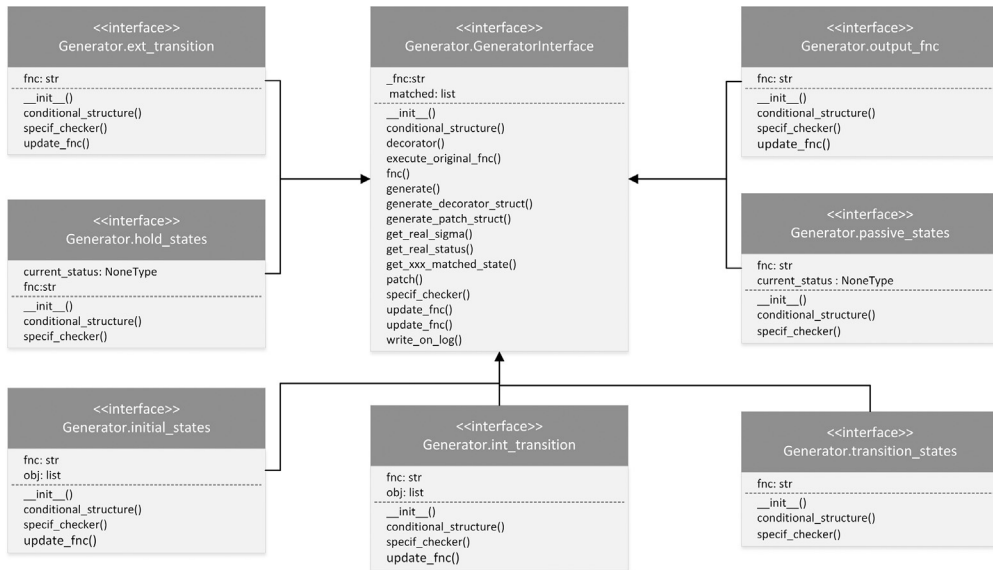 <<interface>>
Generator.ext_transition
fnc: str
__init__()
conditional_structure()
specif_checker()
update_fnc()
<<interface>>
Generator.GeneratorInterface
_fnc:str
matched: list
__init__()
conditional_structure()
decorator()
execute_original_fnc()
fnc()
generate()
generate_decorator_struct()
generate_patch_struct()
get_real_sigma()
get_real_status()
get_xxx_matched_state()
patch()
specif_checker()
update_fnc()
update_fnc()
write_on_log()
<<interface>>
Generator.output_fnc
fnc: str
__init__()
conditional_structure()
specif_checker()
update_fnc()
<<interface>>
Generator.hold_states
current_status: NoneType
fnc:str
__init__()
conditional_structure()
specif_checker()
<<interface>>
Generator.passive_states
fnc: str
current_status : NoneType
__init__()
conditional_structure()
specif_checker()
<<interface>>
Generator.initial_states
fnc: str
obj: list
__init__()
conditional_structure()
specif_checker()
update_fnc()
<<interface>>
Generator.int_transition
fnc: str
obj: list
__init__()
conditional_structure()
specif_checker()
update_fnc()
<<interface>>
Generator.transition_states
fnc: str
__init__()
conditional_structure()
specif_checker()